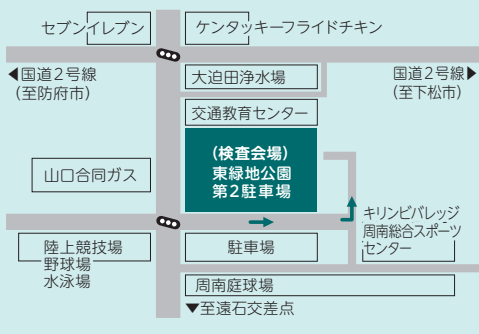 セブンイレブン
ケンタッキーフライドチキン
◀国道2号線
(至防府市)
大迫田浄水場
国道2号線▶
(至下松市)
交通教育センター
(検査会場)
東緑地公園
第2駐車場
山口合同ガス
キリンビバレッジ
周南総合スポーツ
センター
陸上競技場
野球場
水泳場
駐車場
周南庭球場
▼至遠石交差点